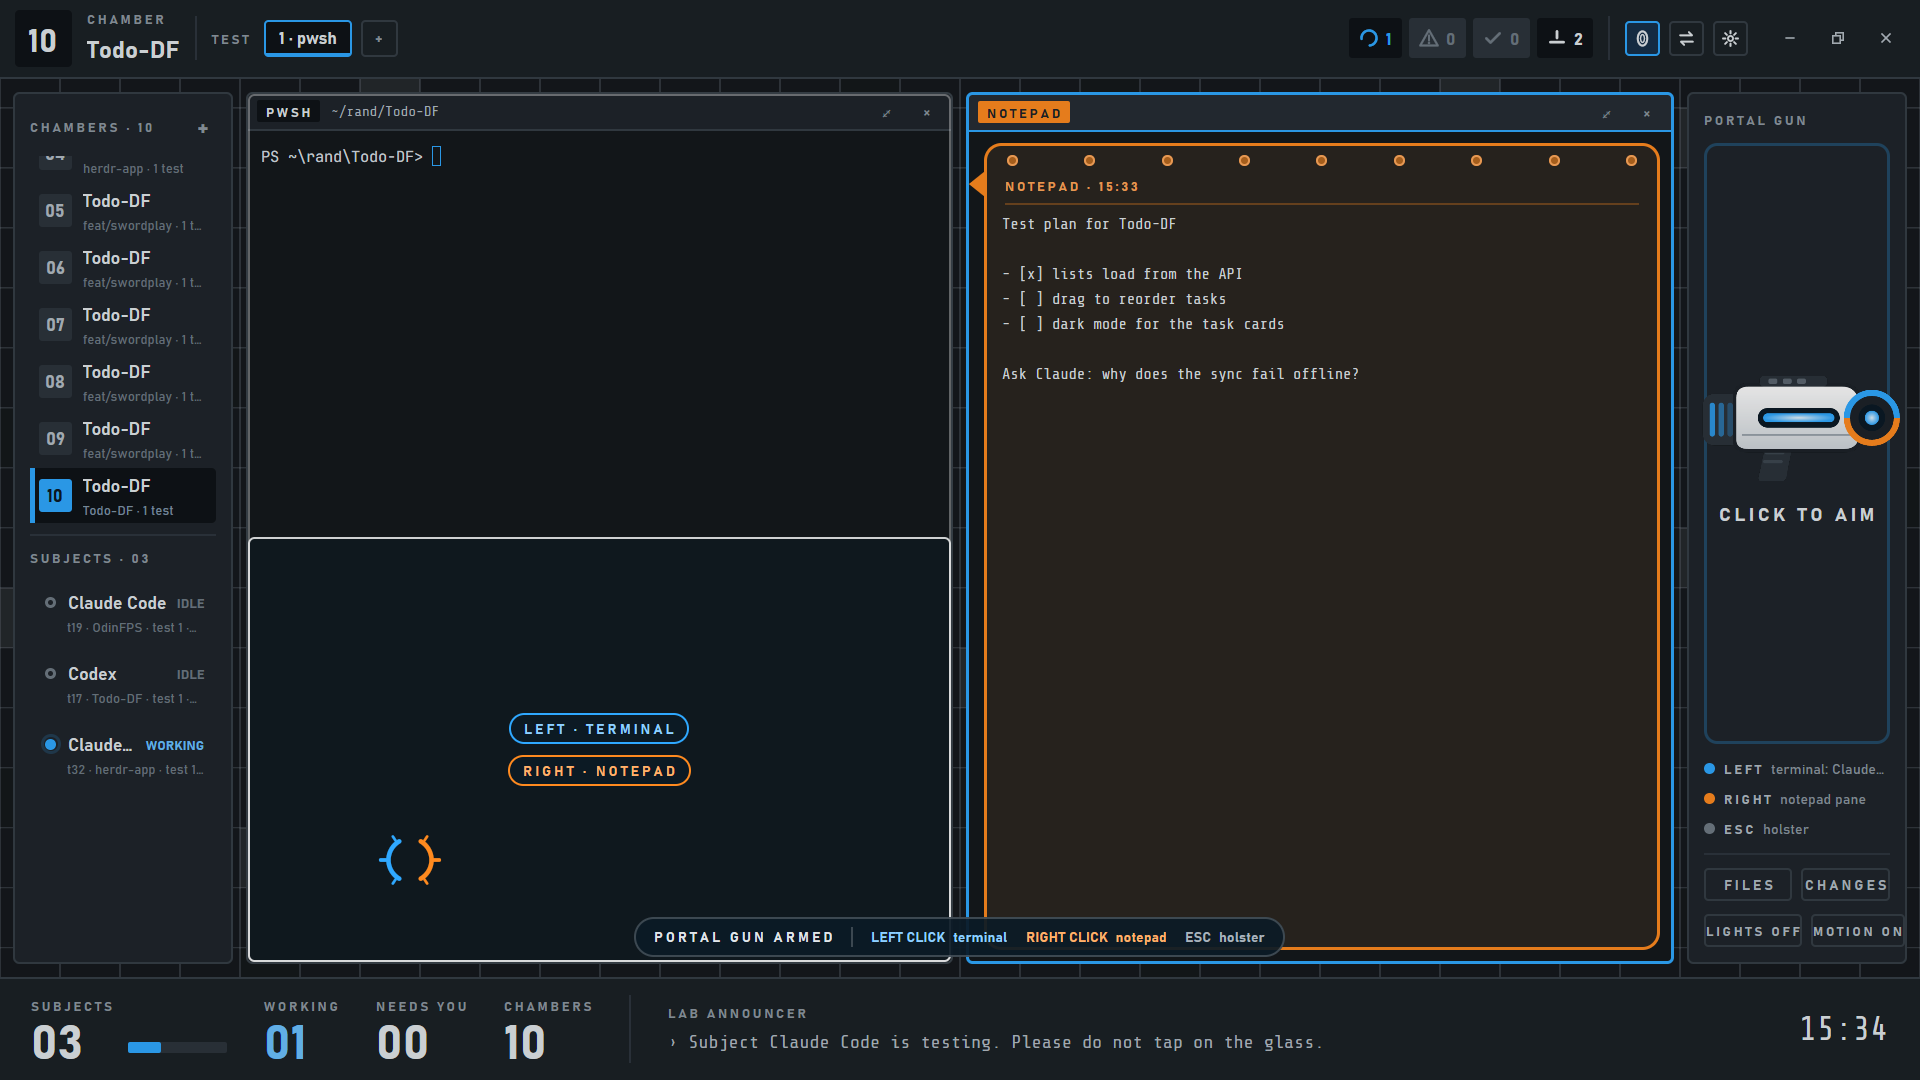 10
CHAMBER
Todo-DF
TEST
1 · pwsh
+
1
0
0
2
CHAMBERS · 10
+
herdr-app · 1 test
05
Todo-DF
feat/swordplay · 1 t…
06
Todo-DF
feat/swordplay · 1 t…
07
Todo-DF
feat/swordplay · 1 t…
08
Todo-DF
feat/swordplay · 1 t…
09
Todo-DF
feat/swordplay · 1 t…
10
Todo-DF
Todo-DF · 1 test
SUBJECTS · 03
Claude Code IDLE
t19 · OdinFPS · test 1 ·…
Codex IDLE
t17 · Todo-DF · test 1 ·…
Claude… WORKING
t32 · herdr-app · test 1…
PWSH ~/rand/Todo-DF
PS ~\rand\Todo-DF>
LEFT · TERMINAL
RIGHT · NOTEPAD
NOTEPAD
NOTEPAD · 15:33
Test plan for Todo-DF
- [x] lists load from the API
- [ ] drag to reorder tasks
- [ ] dark mode for the task cards
Ask Claude: why does the sync fail offline?
PORTAL GUN ARMED LEFT CLICK terminal RIGHT CLICK notepad ESC holster
PORTAL GUN
CLICK TO AIM
LEFT terminal: Claude…
RIGHT notepad pane
ESC holster
FILES CHANGES
LIGHTS OFF MOTION ON
SUBJECTS
03
WORKING
01
NEEDS YOU
00
CHAMBERS
10
LAB ANNOUNCER
› Subject Claude Code is testing. Please do not tap on the glass.
15:34